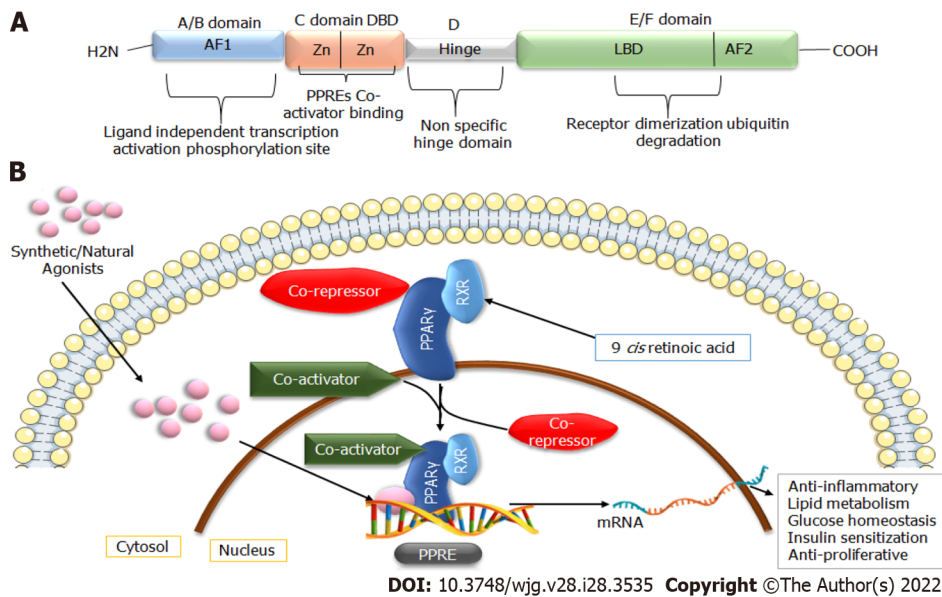 A
A/B domain
C domain DBD
D
E/F domain
H2N
AF1
Zn
Zn
Hinge
LBD
AF2
COOH
Ligand independent transcription
activation phosphorylation site
PPREs Co-
activator binding
Non specific
hinge domain
Receptor dimerization ubiquitin
degradation
B
Synthetic/Natural
Agonists
Co-repressor
PPARγ
RXR
9 cis retinoic acid
Co-activator
Co-
repressor
Co-activator
PPARγ
RXR
mRNA
PPRE
Cytosol
Nucleus
Anti-inflammatory
Lipid metabolism
Glucose homeostasis
Insulin sensitization
Anti-proliferative
DOI: 10.3748/wjg.v28.i28.3535 Copyright ©The Author(s) 2022